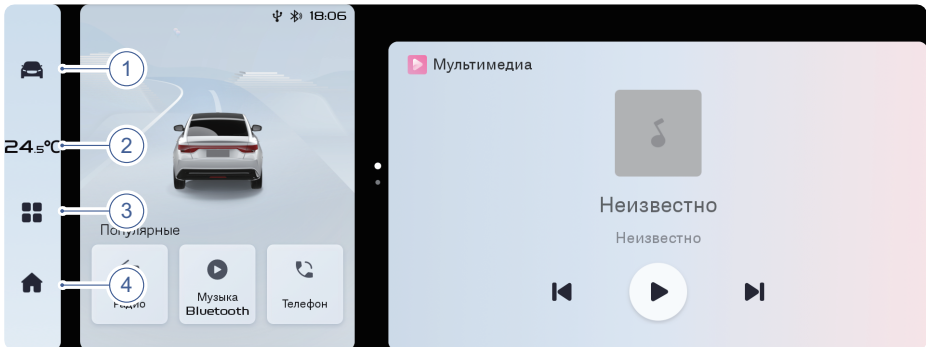 18:06
1
24.5°C
2
3
4
Популярные
Радио
Музыка
Bluetooth
Телефон
Мультимедиа
Неизвестно
Неизвестно